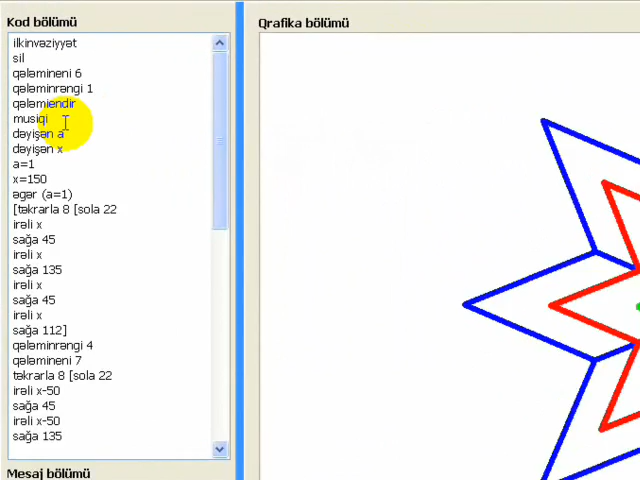 Kod bölümü
Qrafika bölümü
ilkinvəziyyət
sil
qələmineni 6
qələminrəngi 1
qələmiendir
musiqi
dəyişən a
dəyişən x
a=1
x=150
əgər (a=1)
[təkrarla 8 [sola 22
irəli x
sağa 45
irəli x
sağa 135
irəli x
sağa 45
irəli x
sağa 112]
qələminrəngi 4
qələmineni 7
təkrarla 8 [sola 22
irəli x-50
sağa 45
irəli x-50
sağa 135
Mesaj bölümü